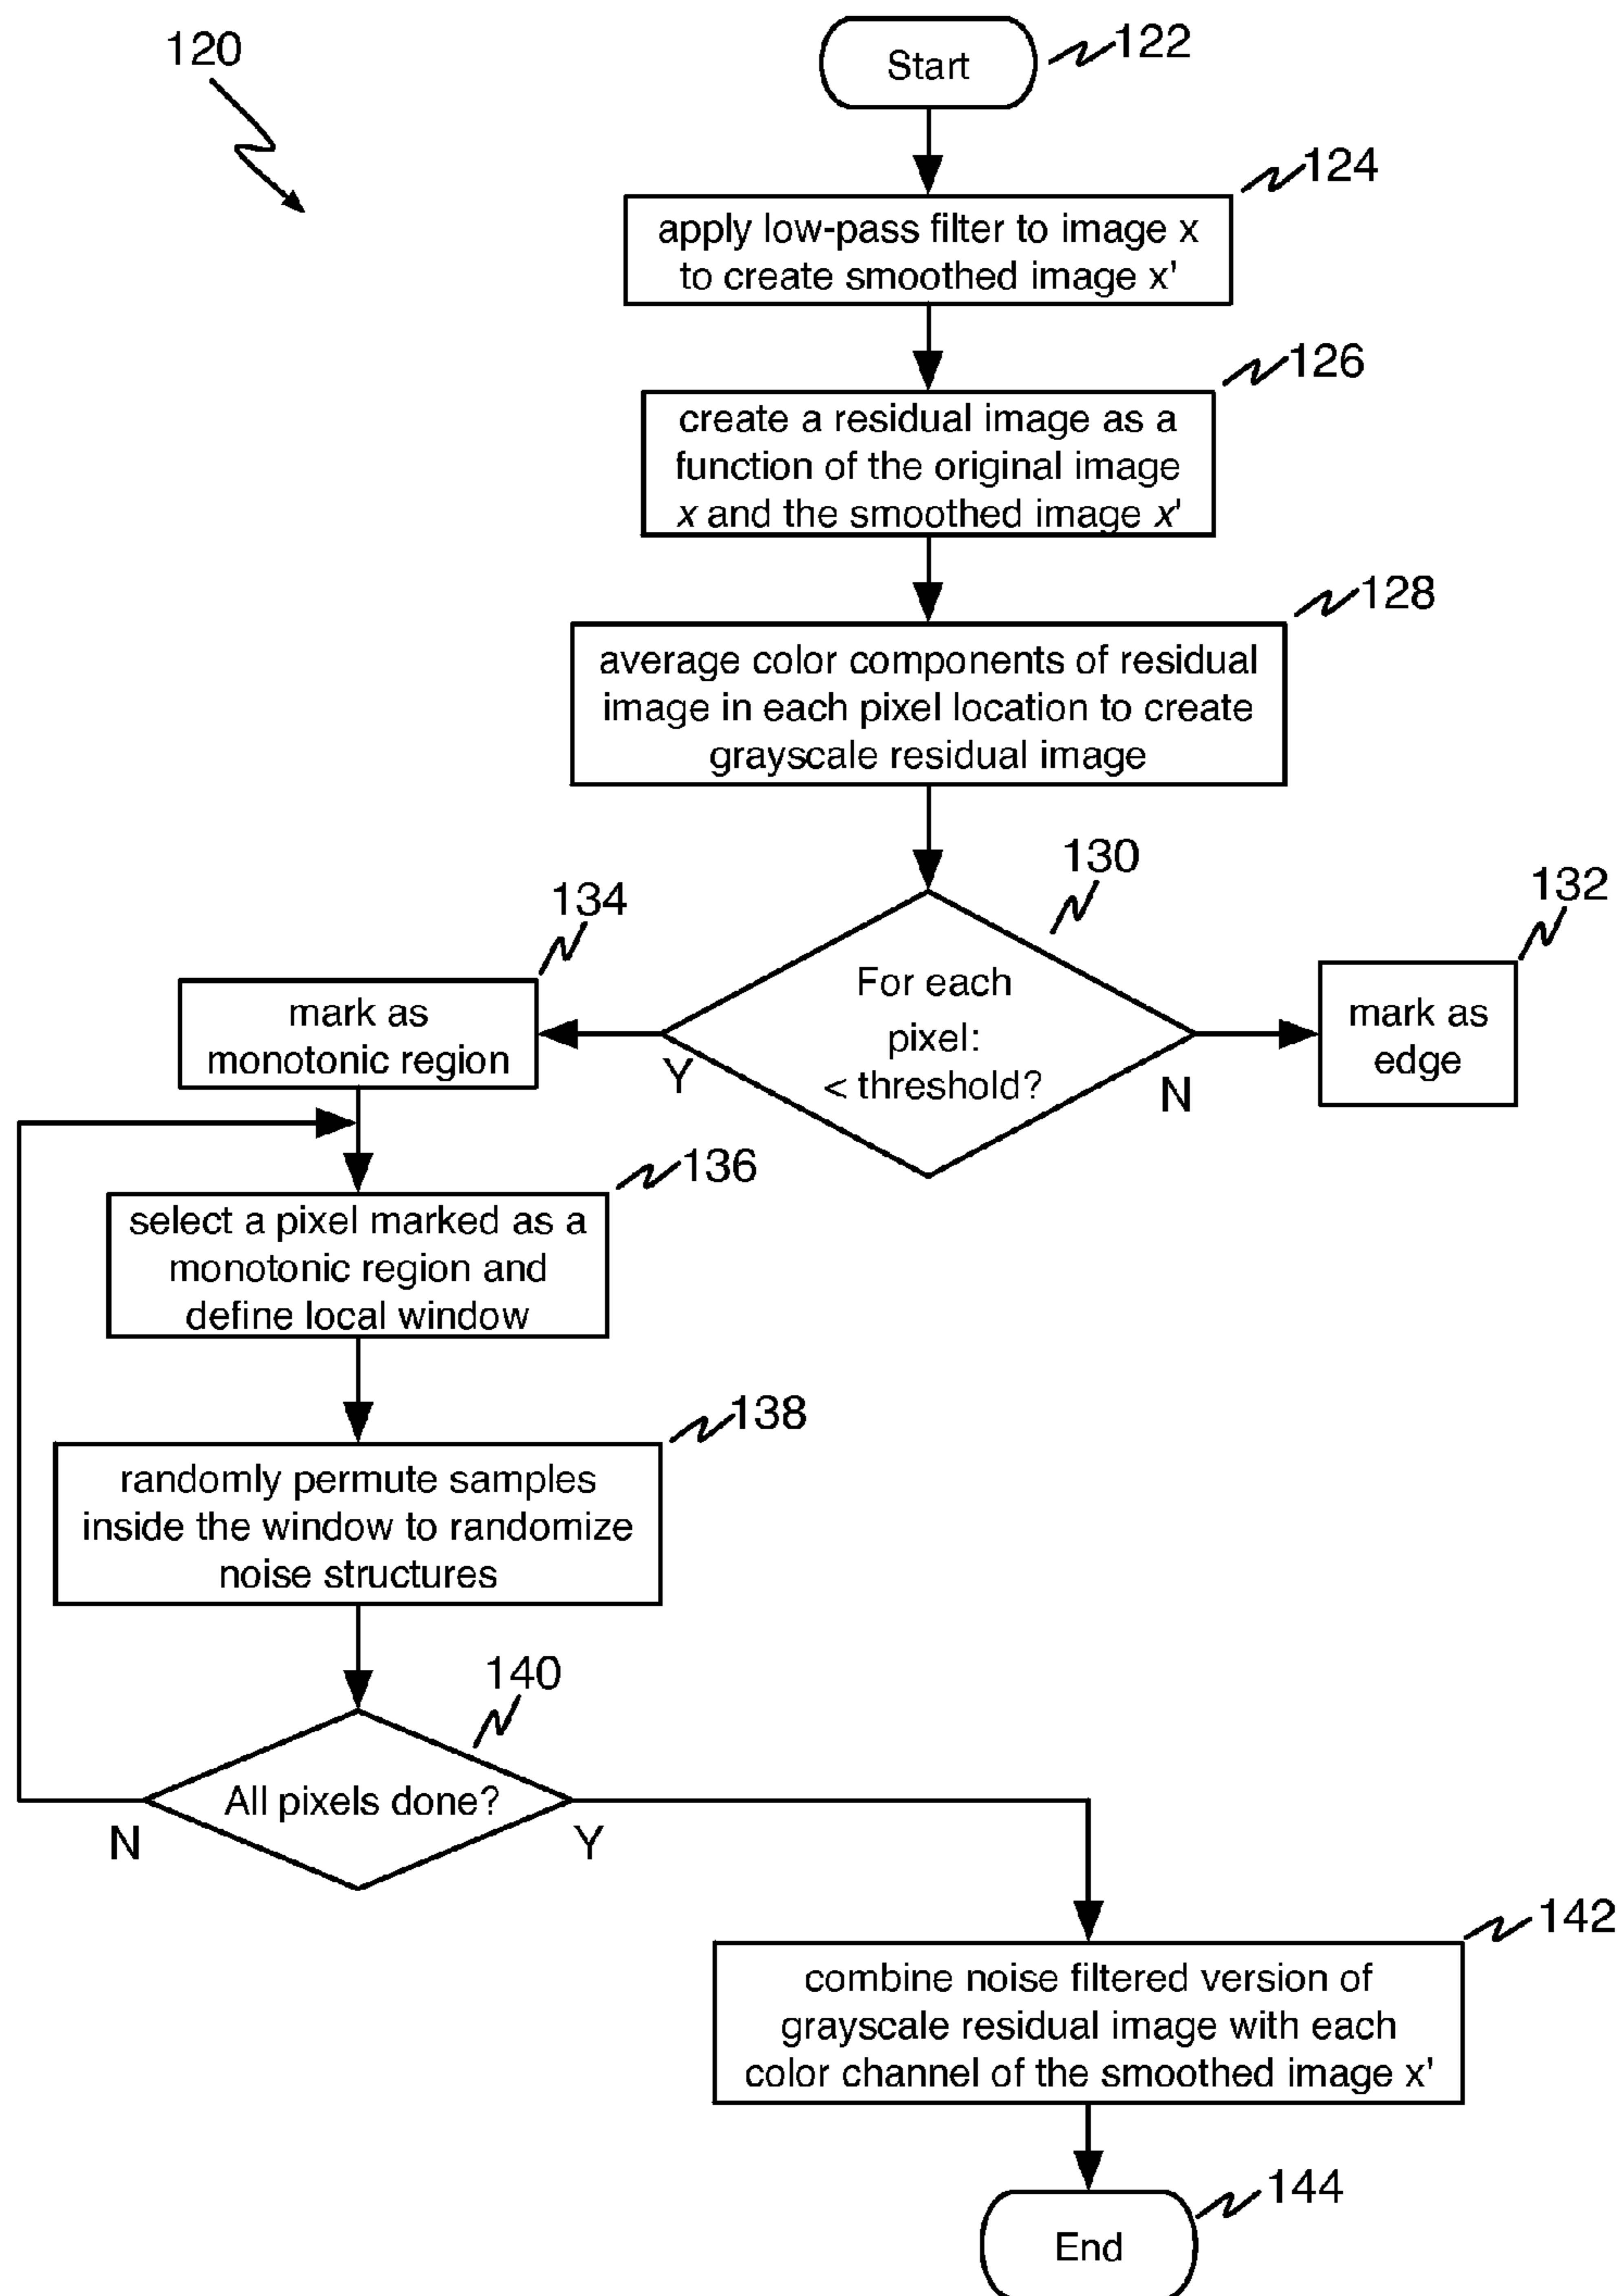 120
Start
122
124
apply low-pass filter to image x
to create smoothed image x'
126
create a residual image as a
function of the original image
x and the smoothed image x'
128
average color components of residual
image in each pixel location to create
grayscale residual image
130
For each
pixel:
< threshold?
Y
N
132
mark as
edge
134
mark as
monotonic region
136
select a pixel marked as a
monotonic region and
define local window
138
randomly permute samples
inside the window to randomize
noise structures
140
All pixels done?
N
Y
142
combine noise filtered version of
grayscale residual image with each
color channel of the smoothed image x'
144
End